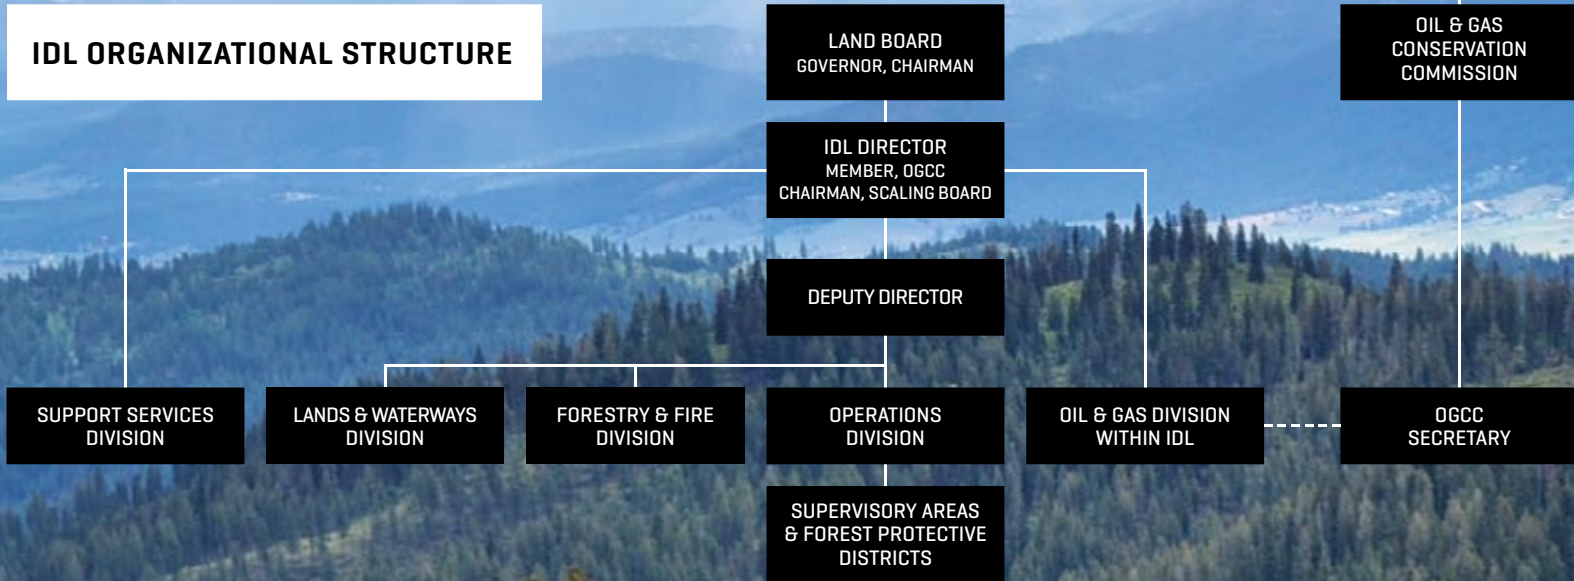 IDL ORGANIZATIONAL STRUCTURE
LAND BOARD
GOVERNOR, CHAIRMAN
OIL & GAS
CONSERVATION
COMMISSION
IDL DIRECTOR
MEMBER, OGCC
CHAIRMAN, SCALING BOARD
DEPUTY DIRECTOR
SUPPORT SERVICES
DIVISION
LANDS & WATERWAYS
DIVISION
FORESTRY & FIRE
DIVISION
OPERATIONS
DIVISION
OIL & GAS DIVISION
WITHIN IDL
OGCC
SECRETARY
SUPERVISORY AREAS
& FOREST PROTECTIVE
DISTRICTS